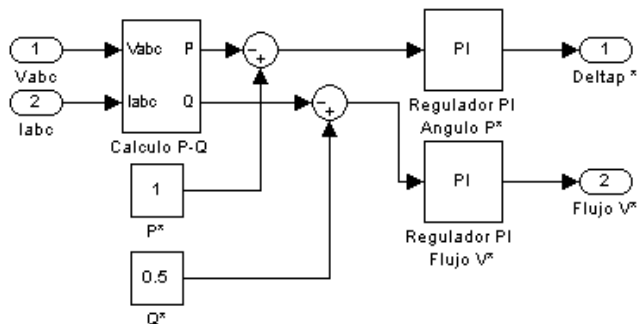 1
Vabc
2
Iabc
Vabc
P
Iabc
Q
Calculo P-Q
-
+
-
+
PI
Regulador PI
Angulo P*
1
Deltap *
PI
Regulador PI
Flujo V*
2
Flujo V*
1
P*
0.5
Q*